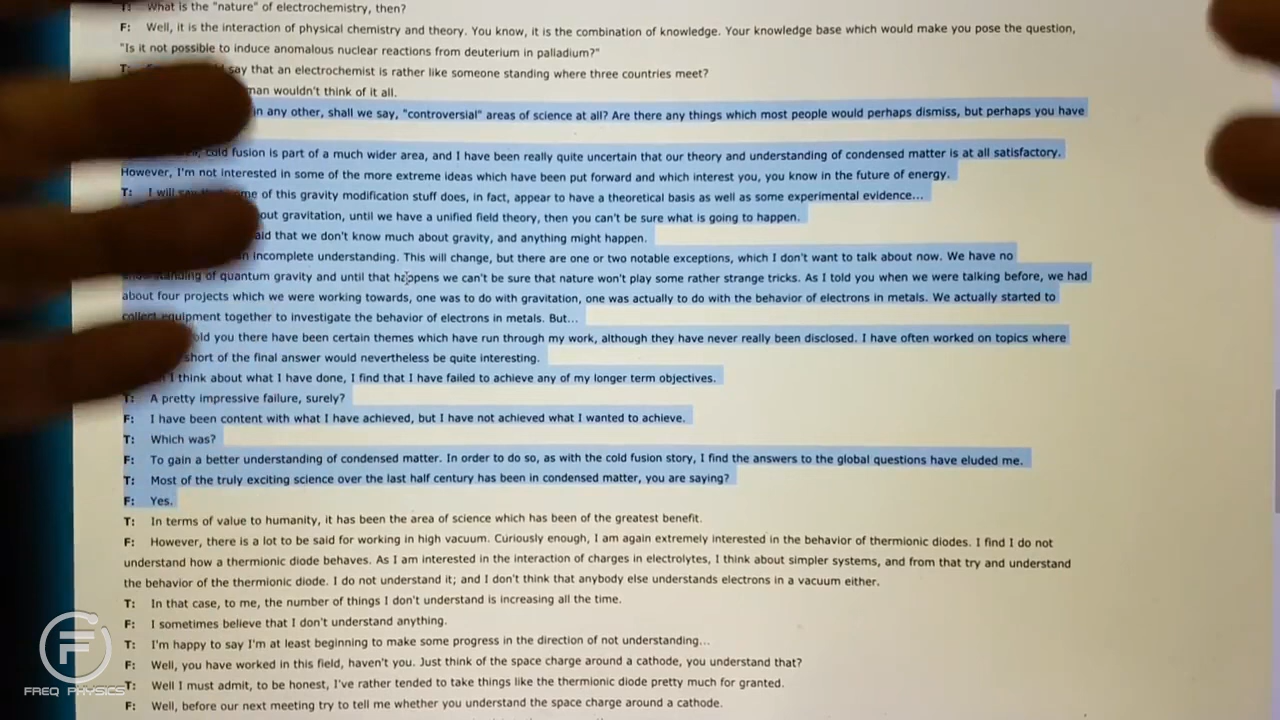 T: What is the "nature" of electrochemistry, then?
F: Well, it is the interaction of physical chemistry and theory. You know, it is the combination of knowledge. Your knowledge base which would make you pose the question,
"Is it not possible to induce anomalous nuclear reactions from deuterium in palladium?"
T: say that an electrochemist is rather like someone standing where three countries meet?
man wouldn't think of it all.
in any other, shall we say, "controversial" areas of science at all? Are there any things which most people would perhaps dismiss, but perhaps you have
cold fusion is part of a much wider area, and I have been really quite uncertain that our theory and understanding of condensed matter is at all satisfactory.
However, I'm not interested in some of the more extreme ideas which have been put forward and which interest you, you know in the future of energy.
T: I will say of this gravity modification stuff does, in fact, appear to have a theoretical basis as well as some experimental evidence...
gravitation, until we have a unified field theory, then you can't be sure what is going to happen.
that we don't know much about gravity, and anything might happen.
incomplete understanding. This will change, but there are one or two notable exceptions, which I don't want to talk about now. We have no
understanding of quantum gravity and until that happens we can't be sure that nature won't play some rather strange tricks. As I told you when we were talking before, we had
about four projects which we were working towards, one was to do with gravitation, one was actually to do with the behavior of electrons in metals. We actually started to
collect equipment together to investigate the behavior of electrons in metals. But...
told you there have been certain themes which have run through my work, although they have never really been disclosed. I have often worked on topics where
short of the final answer would nevertheless be quite interesting.
I think about what I have done, I find that I have failed to achieve any of my longer term objectives.
T: A pretty impressive failure, surely?
F: I have been content with what I have achieved, but I have not achieved what I wanted to achieve.
T: Which was?
F: To gain a better understanding of condensed matter. In order to do so, as with the cold fusion story, I find the answers to the global questions have eluded me.
T: Most of the truly exciting science over the last half century has been in condensed matter, you are saying?
F: Yes.
T: In terms of value to humanity, it has been the area of science which has been of the greatest benefit.
F: However, there is a lot to be said for working in high vacuum. Curiously enough, I am again extremely interested in the behavior of thermionic diodes. I find I do not
understand how a thermionic diode behaves. As I am interested in the interaction of charges in electrolytes, I think about simpler systems, and from that try and understand
the behavior of the thermionic diode. I do not understand it; and I don't think that anybody else understands electrons in a vacuum either.
T: In that case, to me, the number of things I don't understand is increasing all the time.
F: I sometimes believe that I don't understand anything.
T: I'm happy to say I'm at least beginning to make some progress in the direction of not understanding...
F: Well, you have worked in this field, haven't you. Just think of the space charge around a cathode, you understand that?
T: Well I must admit, to be honest, I've rather tended to take things like the thermionic diode pretty much for granted.
F: Well, before our next meeting try to tell me whether you understand the space charge around a cathode.
F
FREQ PHYSICS